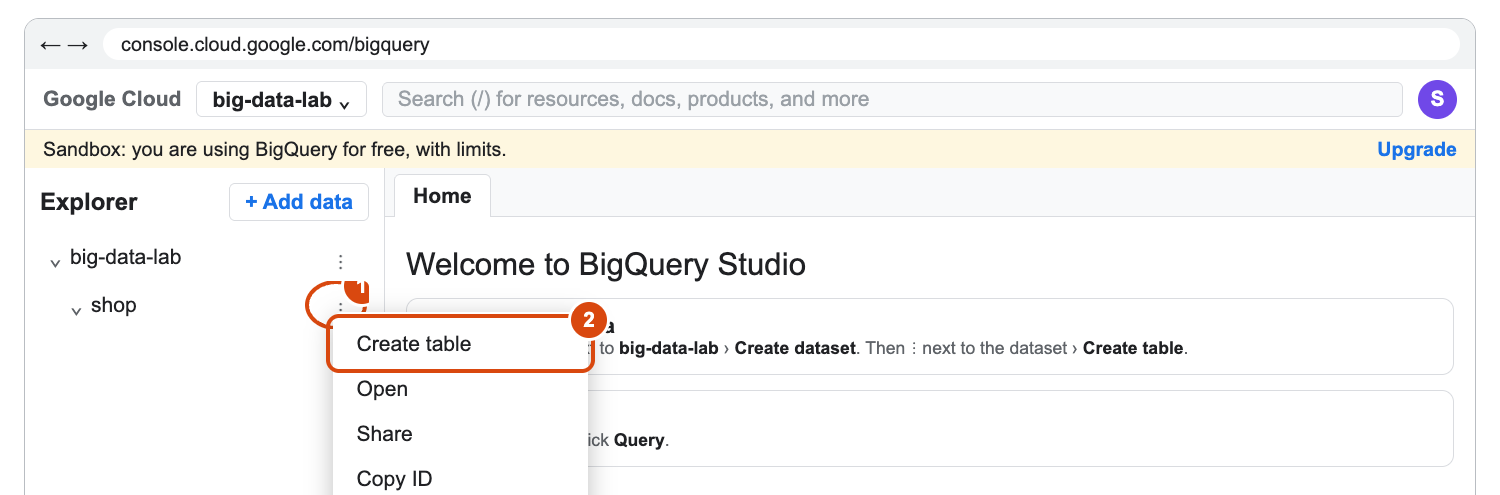 console.cloud.google.com/bigquery
Google Cloud big-data-lab Search (/) for resources, docs, products, and more S
Sandbox: you are using BigQuery for free, with limits. Upgrade
Explorer + Add data Home
big-data-lab ⋮
Welcome to BigQuery Studio
shop ⋮
1
2
Create table
to big-data-lab › Create dataset. Then ⋮ next to the dataset › Create table.
Open
Share
Query.
Copy ID